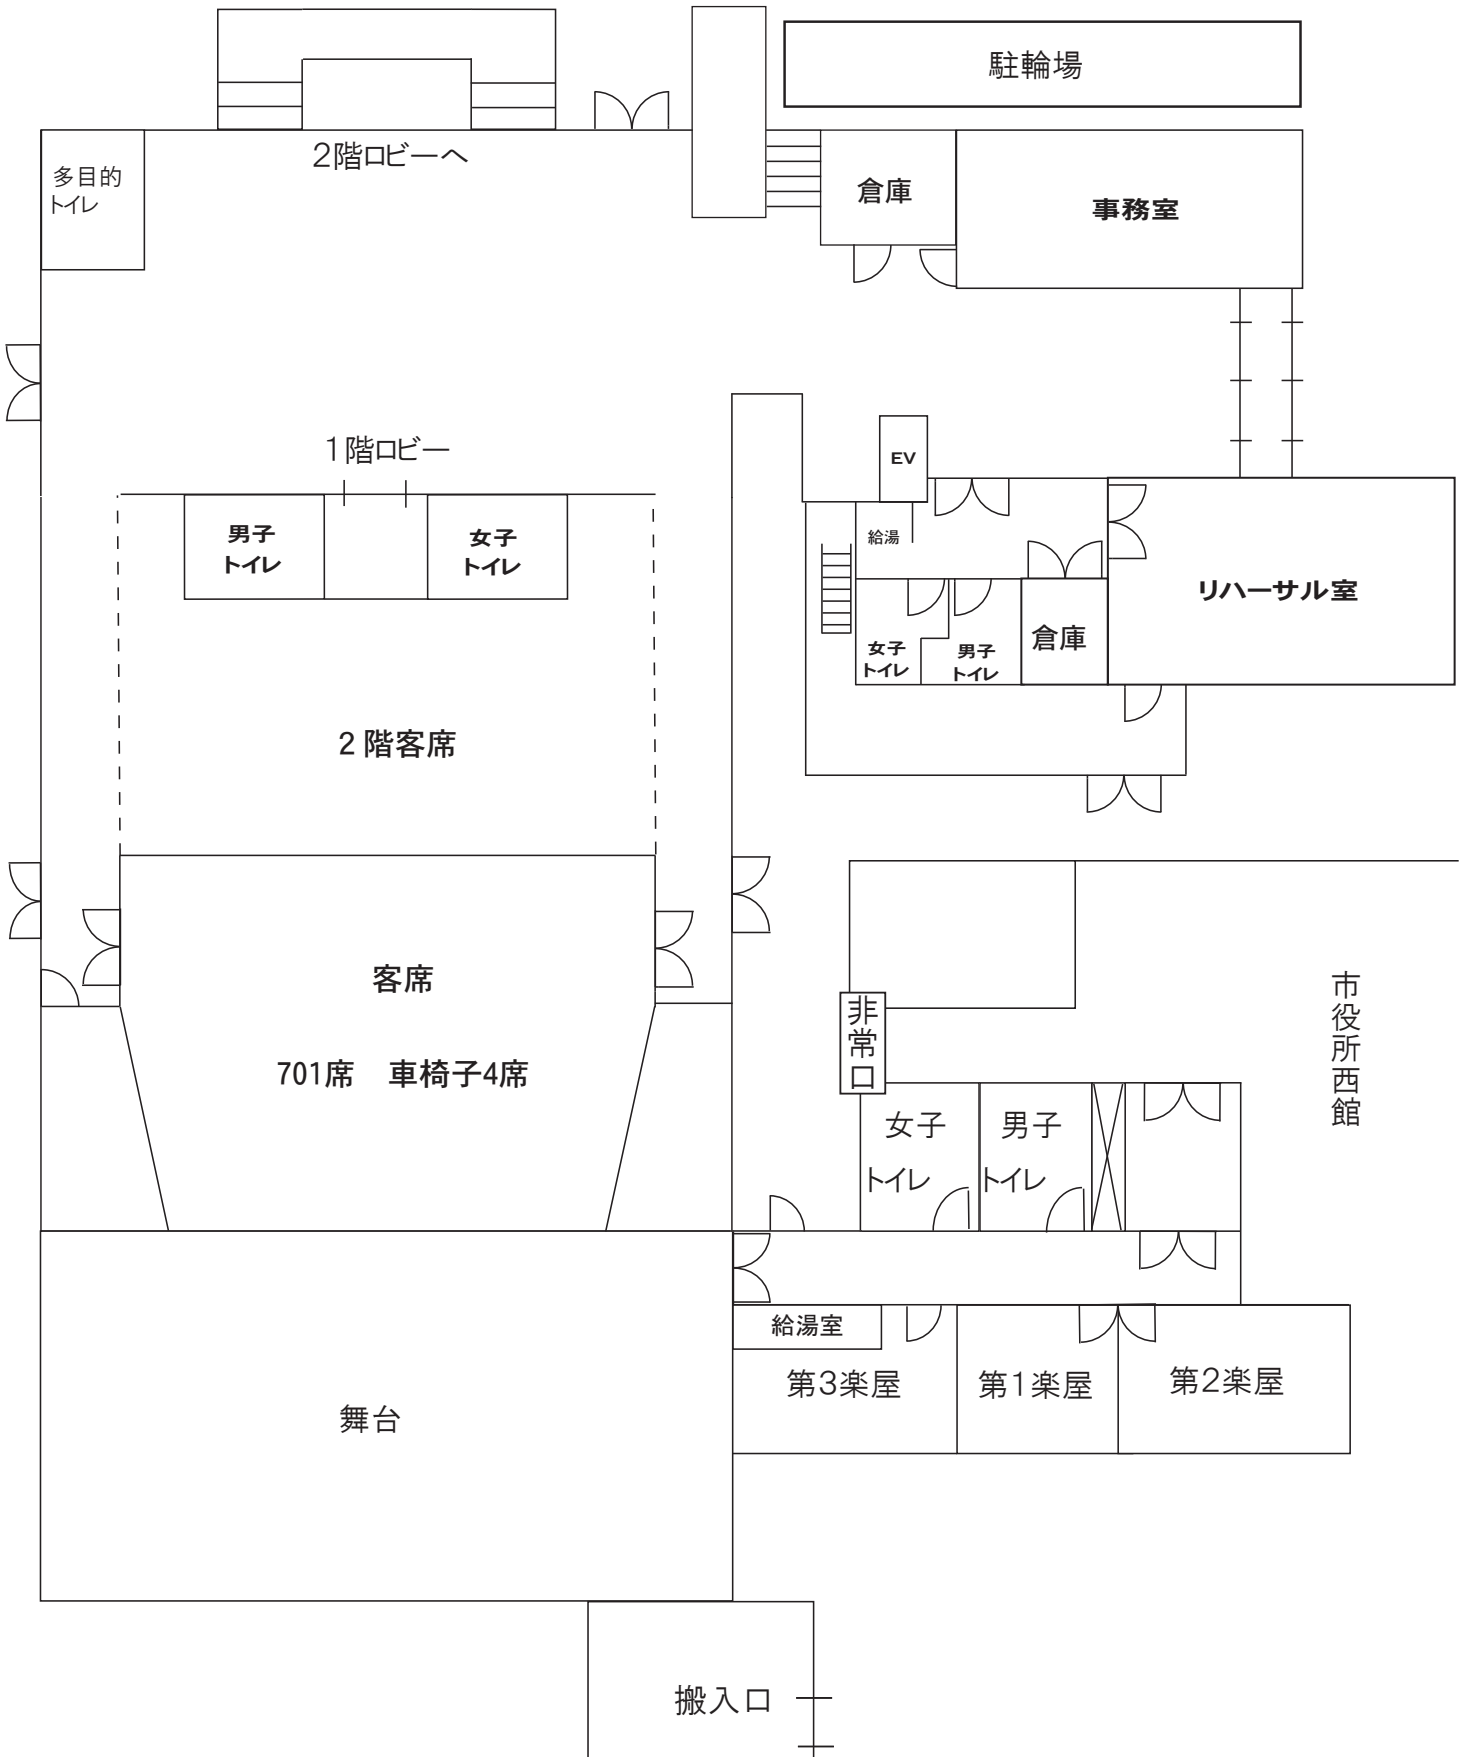 駐輪場
2階ロビーへ
多目的
トイレ
倉庫
事務室
1階ロビー
EV
男子
トイレ
女子
トイレ
給湯
リハーサル室
女子
トイレ
男子
トイレ
倉庫
2階客席
客席
701席　車椅子4席
非常口
市役所西館
女子
トイレ
男子
トイレ
給湯室
第3楽屋
第1楽屋
第2楽屋
舞台
搬入口